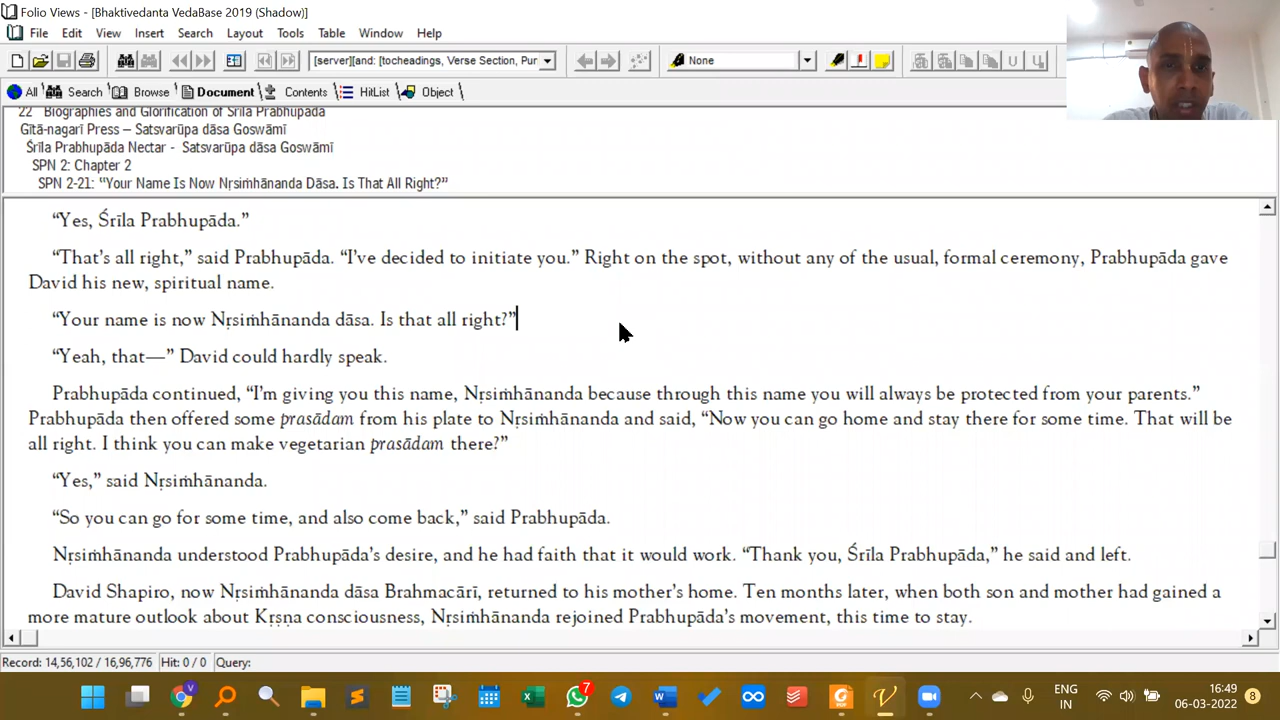 Folio Views - [Bhaktivedanta VedaBase 2019 (Shadow)]
File Edit View Insert Search Layout Tools Table Window Help
[server][and: [tocheadings, Verse Section, Pur None
All Search Browse Document Contents HitList Object
22 Biographies and Glorification of Śrīla Prabhupāda
Gītā-nagarī Press – Satsvarūpa dāsa Goswāmī
Śrīla Prabhupāda Nectar - Satsvarūpa dāsa Goswāmī
SPN 2: Chapter 2
SPN 2-21: “Your Name Is Now Nṛsiṁhānanda Dāsa. Is That All Right?”
“Yes, Śrīla Prabhupāda.”
“That’s all right,” said Prabhupāda. “I’ve decided to initiate you.” Right on the spot, without any of the usual, formal ceremony, Prabhupāda gave
David his new, spiritual name.
“Your name is now Nṛsiṁhānanda dāsa. Is that all right?”
“Yeah, that—” David could hardly speak.
Prabhupāda continued, “I’m giving you this name, Nṛsiṁhānanda because through this name you will always be protected from your parents.”
Prabhupāda then offered some prasādam from his plate to Nṛsiṁhānanda and said, “Now you can go home and stay there for some time. That will be
all right. I think you can make vegetarian prasādam there?”
“Yes,” said Nṛsiṁhānanda.
“So you can go for some time, and also come back,” said Prabhupāda.
Nṛsiṁhānanda understood Prabhupāda’s desire, and he had faith that it would work. “Thank you, Śrīla Prabhupāda,” he said and left.
David Shapiro, now Nṛsiṁhānanda dāsa Brahmacārī, returned to his mother’s home. Ten months later, when both son and mother had gained a
more mature outlook about Kṛṣṇa consciousness, Nṛsiṁhānanda rejoined Prabhupāda’s movement, this time to stay.
Record: 14,56,102 / 16,96,776 Hit: 0 / 0 Query:
V 7 ENG 16:49
IN 06-03-2022 8